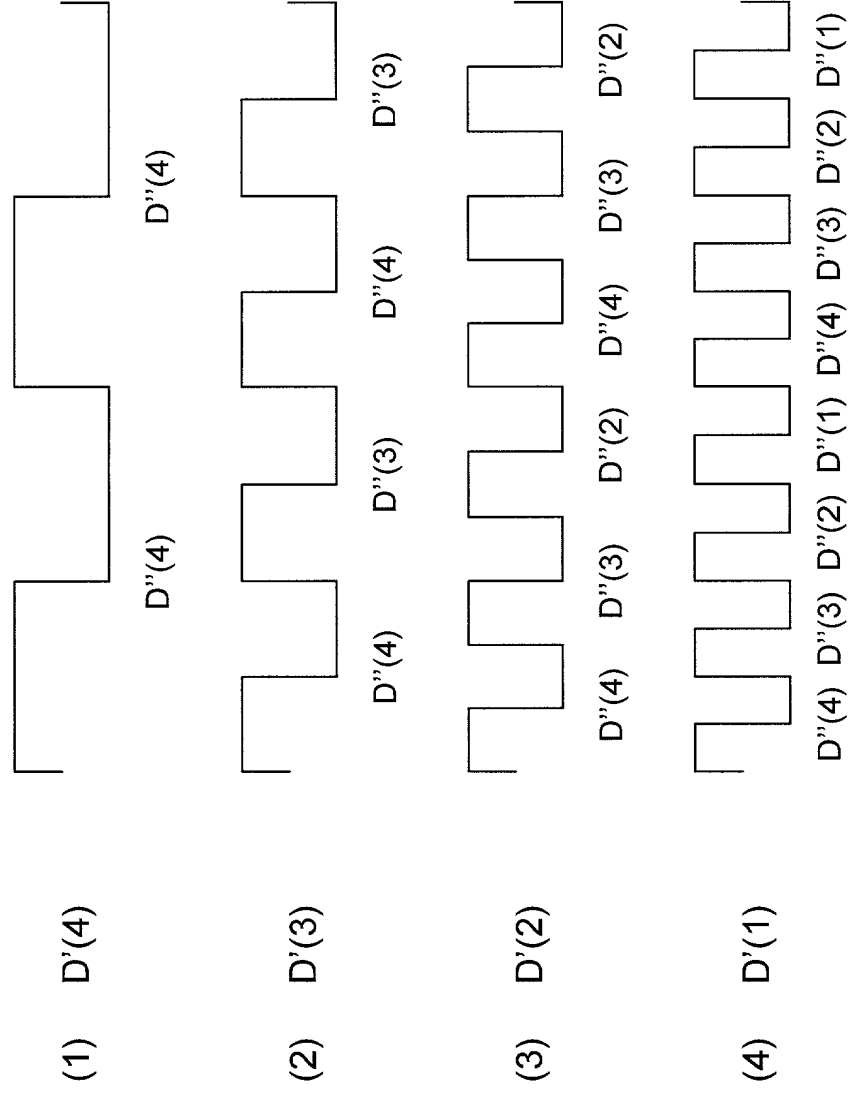 (1) D'(4)
D”(4) D”(4)
(2) D'(3)
D”(4) D”(3) D”(4) D”(3)
(3) D'(2)
D”(4) D”(3) D”(2) D”(4) D”(3) D”(2)
(4) D'(1)
D”(4) D”(3) D”(2) D”(1) D”(4) D”(3) D”(2) D”(1)